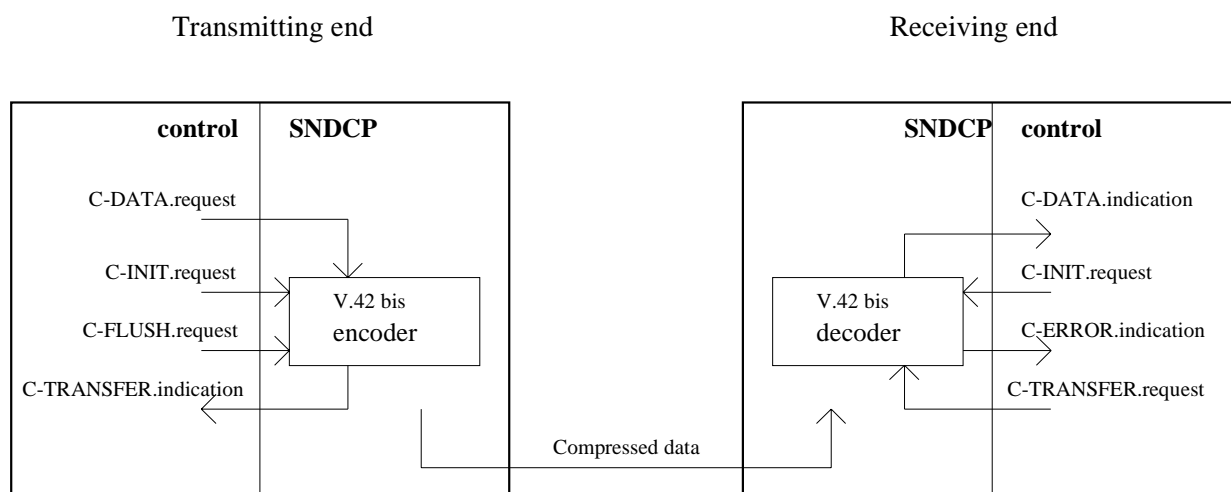 Transmitting end
Receiving end
control
SNDCP
SNDCP
control
C-DATA.request
C-INIT.request
C-FLUSH.request
C-TRANSFER.indication
V.42 bis
encoder
V.42 bis
decoder
C-DATA.indication
C-INIT.request
C-ERROR.indication
C-TRANSFER.request
Compressed data